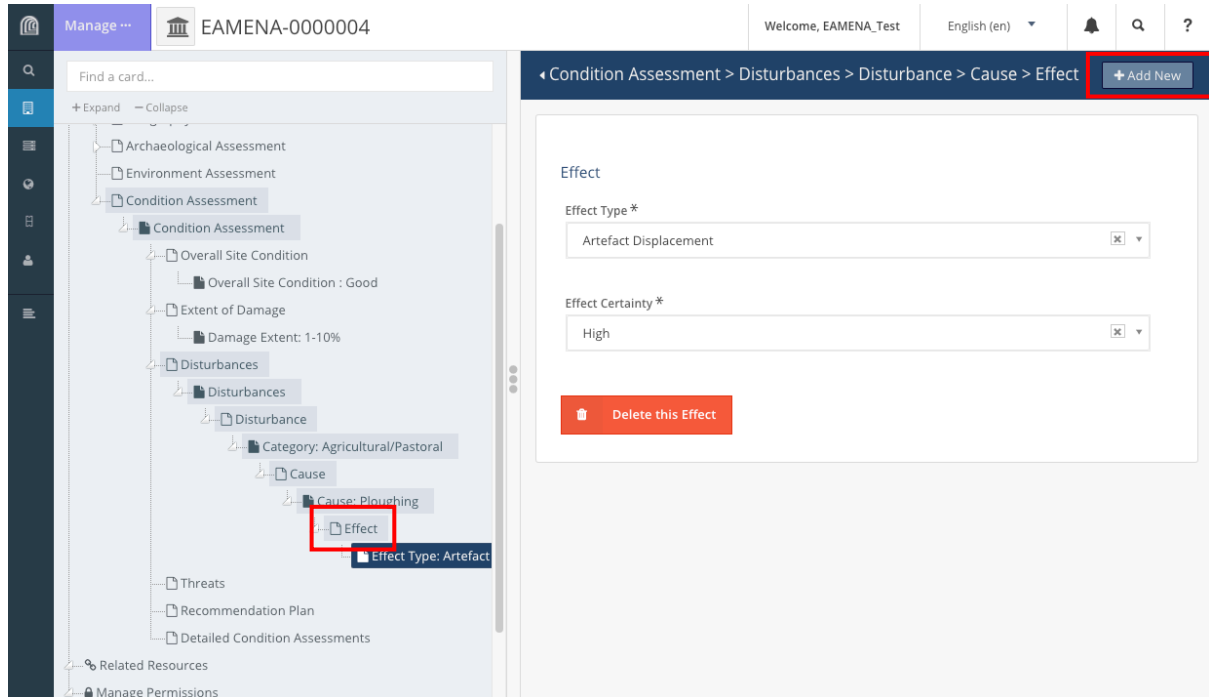 Manage ···
EAMENA-0000004
Welcome, EAMENA_Test
English (en)
?
Find a card...
+ Expand − Collapse
Archaeological Assessment
Environment Assessment
Condition Assessment
Condition Assessment
Overall Site Condition
Overall Site Condition : Good
Extent of Damage
Damage Extent: 1-10%
Disturbances
Disturbances
Disturbance
Category: Agricultural/Pastoral
Cause
Cause: Ploughing
Effect
Effect Type: Artefact
Threats
Recommendation Plan
Detailed Condition Assessments
Related Resources
Manage Permissions
Condition Assessment > Disturbances > Disturbance > Cause > Effect
+ Add New
Effect
Effect Type *
Artefact Displacement
Effect Certainty *
High
Delete this Effect